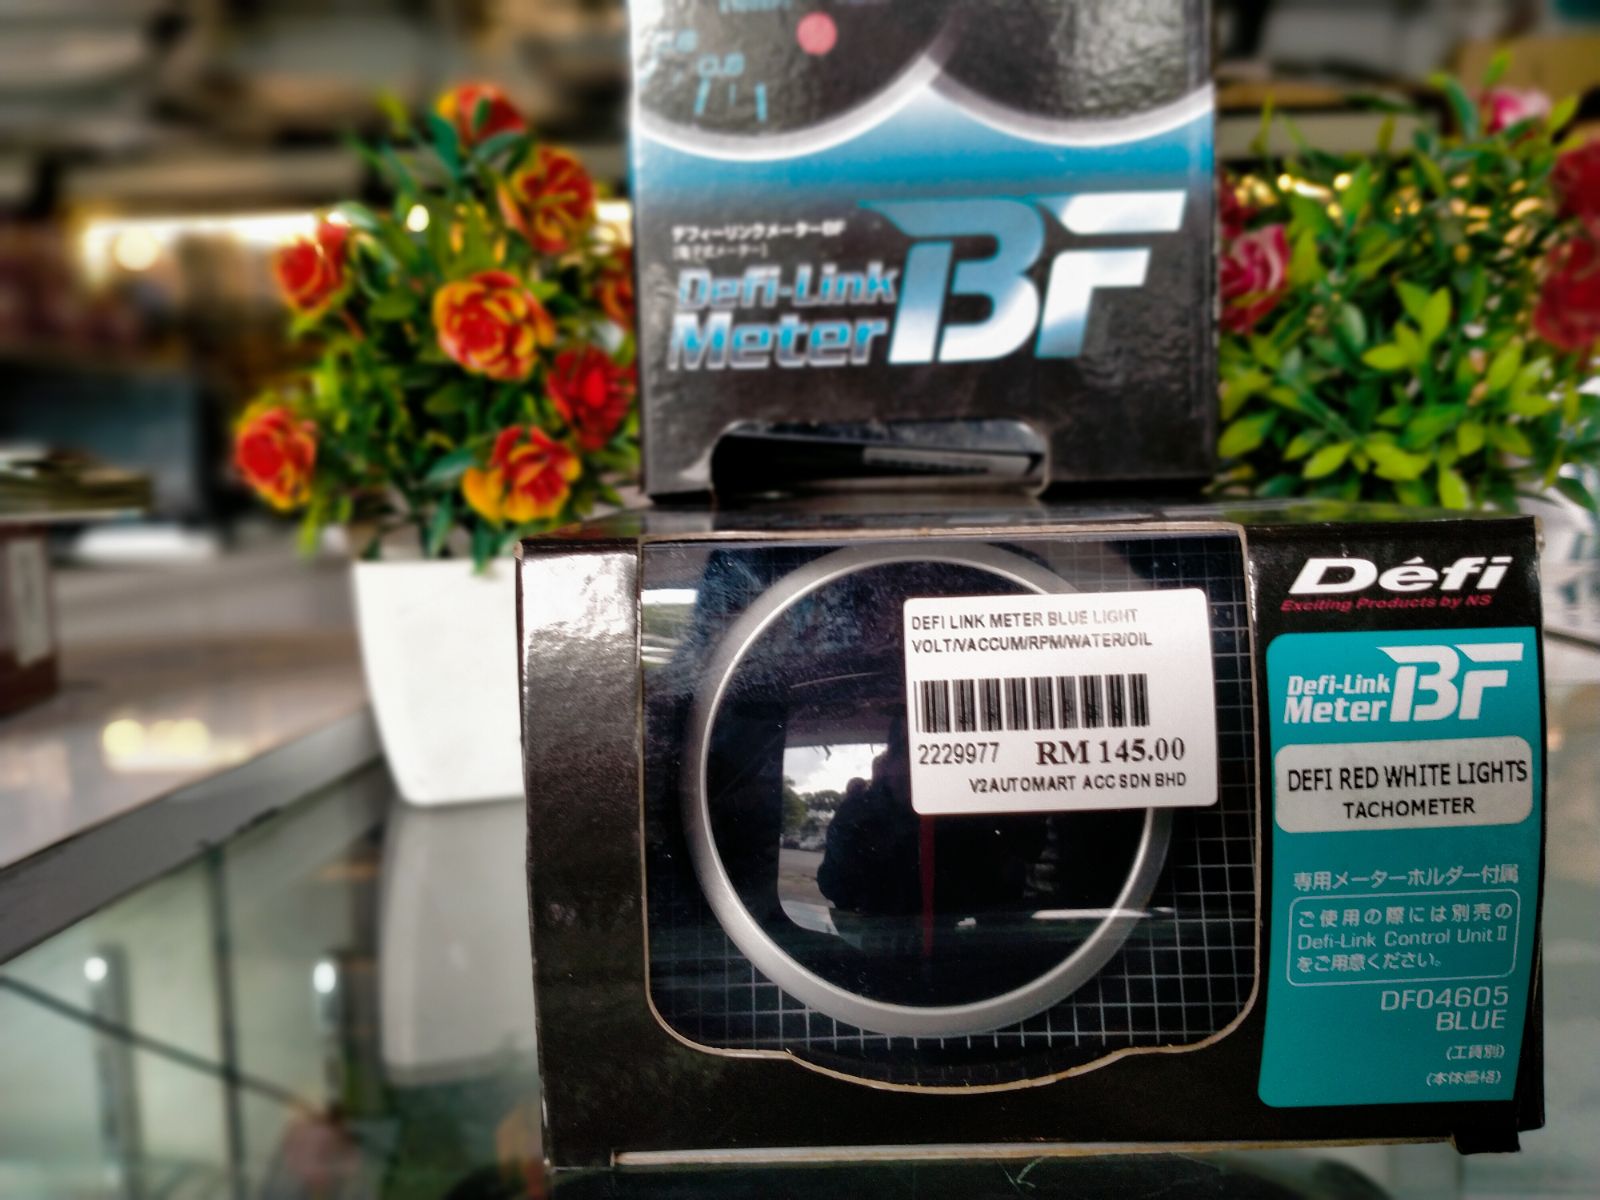 0.8
デフィーリンクメーターBF
Defi-Link
Meter BF
DEFI LINK METER BLUE LIGHT
VOLT/VACCUM/RPM/WATER/OIL
2229977 RM 145.00
V2AUTOMART ACC SDN BHD
Défi
Exciting Products by NS
Defi-Link
Meter BF
DEFI RED WHITE LIGHTS
TACHOMETER
専用メーターホルダー付属
ご使用の際には別売の
Defi-Link Control Unit II
をご用意ください。
DF04605
BLUE
(工賃別)
(本体価格)